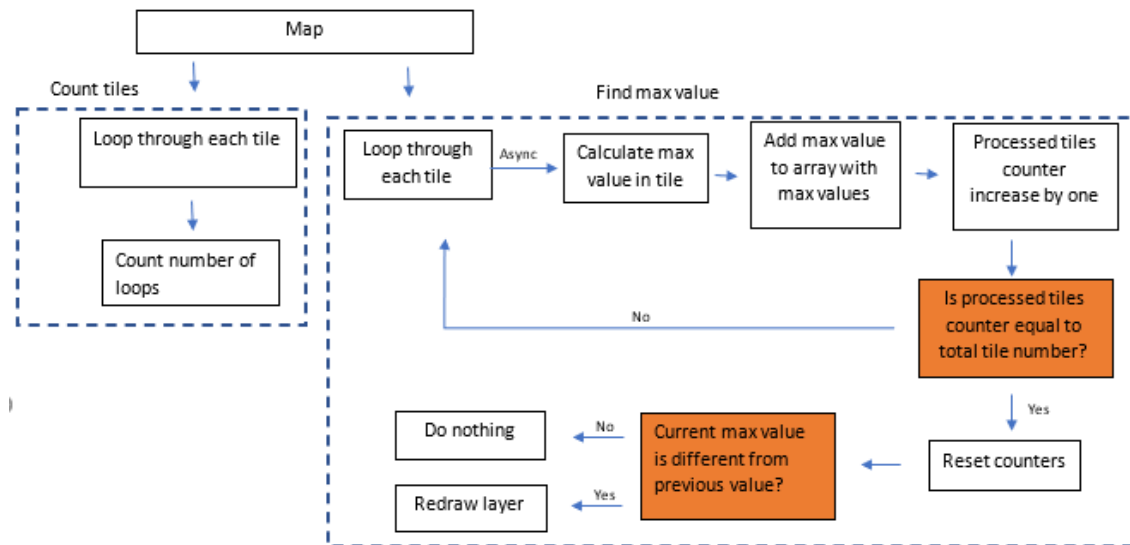 Map
Count tiles
Find max value
Loop through each tile
Count number of
loops
Loop through
each tile
Async
Calculate max
value in tile
Add max value
to array with
max values
Processed tiles
counter
increase by one
Is processed tiles
counter equal to
total tile number?
No
Yes
Reset counters
Current max value
is different from
previous value?
No
Do nothing
Yes
Redraw layer